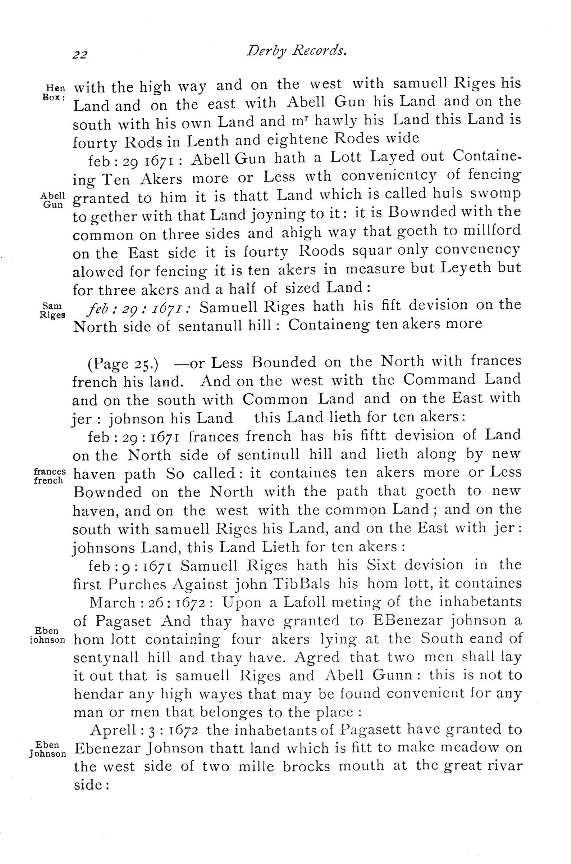 22
Derby Records.
Hen Box: with the high way and on the west with samuell Riges his
Land and on the east with Abell Gun his Land and on the
south with his own Land and mr hawly his Land this Land is
fourty Rods in Lenth and eightene Rodes wide
feb : 29 1671 : Abell Gun hath a Lott Layed out Containe-
ing Ten Akers more or Less wth convenientcy of fencing
Abell Gun granted to him it is thatt Land which is called huls swomp
to gether with that Land joyning to it : it is Bownded with the
common on three sides and ahigh way that goeth to millford
on the East side it is fourty Roods squar only convenency
alowed for fencing it is ten akers in measure but Leyeth but
for three akers and a half of sized Land :
Sam Riges feb : 29 : 1671 : Samuell Riges hath his fift devision on the
North side of sentanull hill : Containeng ten akers more
(Page 25.) —or Less Bounded on the North with frances
french his land. And on the west with the Command Land
and on the south with Common Land and on the East with
jer : johnson his Land this Land lieth for ten akers :
feb : 29 : 1671 frances french has his fiftt devision of Land
on the North side of sentinull hill and lieth along by new
frances french haven path So called : it containes ten akers more or Less
Bownded on the North with the path that goeth to new
haven, and on the west with the common Land ; and on the
south with samuell Riges his Land, and on the East with jer :
johnsons Land, this Land Lieth for ten akers :
feb : 9 : 1671 Samuell Riges hath his Sixt devision in the
first Purches Against john TibBals his hom lott, it containes
March : 26 : 1672 : Upon a Lafoll meting of the inhabetants
of Pagaset And thay have granted to EBenezar johnson a
Eben johnson hom lott containing four akers lying at the South eand of
sentynall hill and thay have. Agred that two men shall lay
it out that is samuell Riges and Abell Gunn : this is not to
hendar any high wayes that may be found convenient for any
man or men that belongs to the place :
Aprell : 3 : 1672 the inhabetants of Pagasett have granted to
Eben Johnson Ebenezar Johnson thatt land which is fitt to make meadow on
the west side of two mille brocks mouth at the great rivar
side :